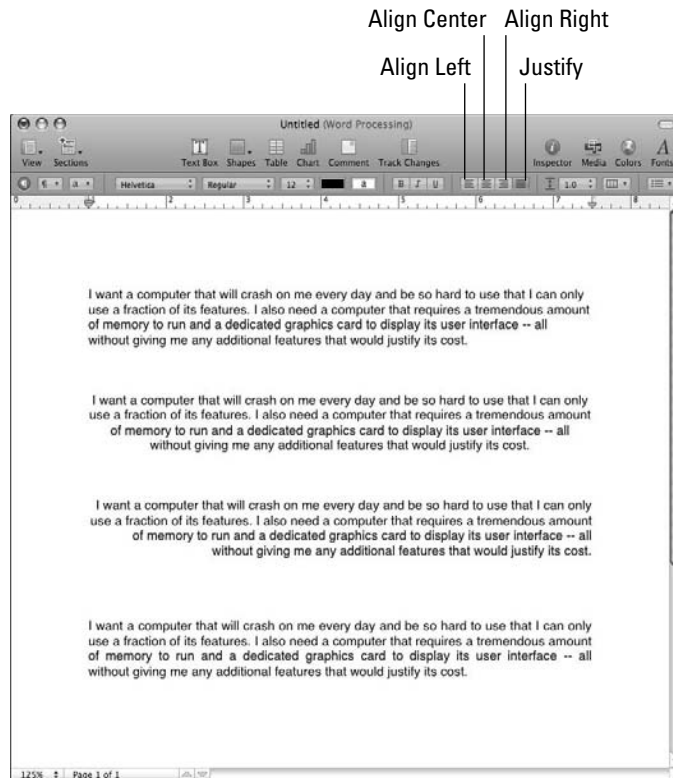 Align Center Align Right
Align Left Justify
Untitled (Word Processing)
View Sections Text Box Shapes Table Chart Comment Track Changes Inspector Media Colors Fonts
¶ a Helvetica Regular 12 a B I U 1.0
0 1 2 3 4 5 6 7 8
I want a computer that will crash on me every day and be so hard to use that I can only
use a fraction of its features. I also need a computer that requires a tremendous amount
of memory to run and a dedicated graphics card to display its user interface -- all
without giving me any additional features that would justify its cost.
I want a computer that will crash on me every day and be so hard to use that I can only
use a fraction of its features. I also need a computer that requires a tremendous amount
of memory to run and a dedicated graphics card to display its user interface -- all
without giving me any additional features that would justify its cost.
I want a computer that will crash on me every day and be so hard to use that I can only
use a fraction of its features. I also need a computer that requires a tremendous amount
of memory to run and a dedicated graphics card to display its user interface -- all
without giving me any additional features that would justify its cost.
I want a computer that will crash on me every day and be so hard to use that I can only
use a fraction of its features. I also need a computer that requires a tremendous amount
of memory to run and a dedicated graphics card to display its user interface -- all
without giving me any additional features that would justify its cost.
125% Page 1 of 1